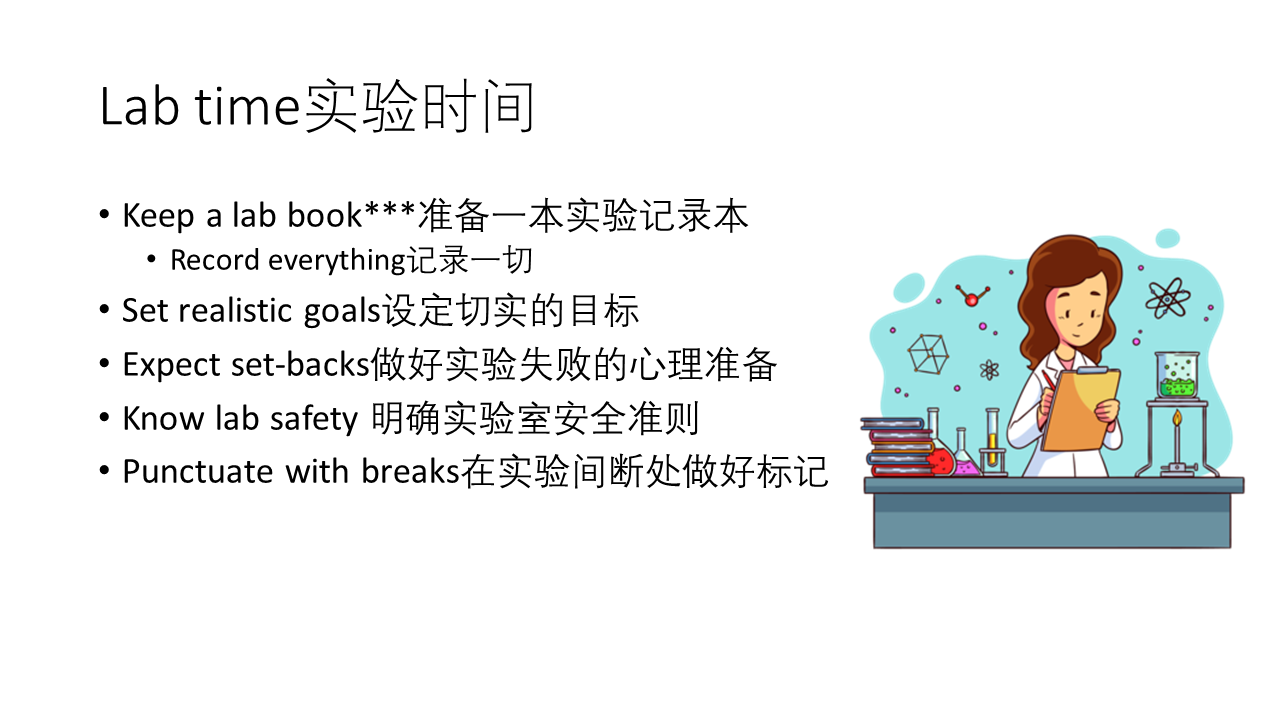 Lab time实验时间
• Keep a lab book***准备一本实验记录本
• Record everything记录一切
• Set realistic goals设定切实的目标
• Expect set-backs做好实验失败的心理准备
• Know lab safety 明确实验室安全准则
• Punctuate with breaks在实验间断处做好标记